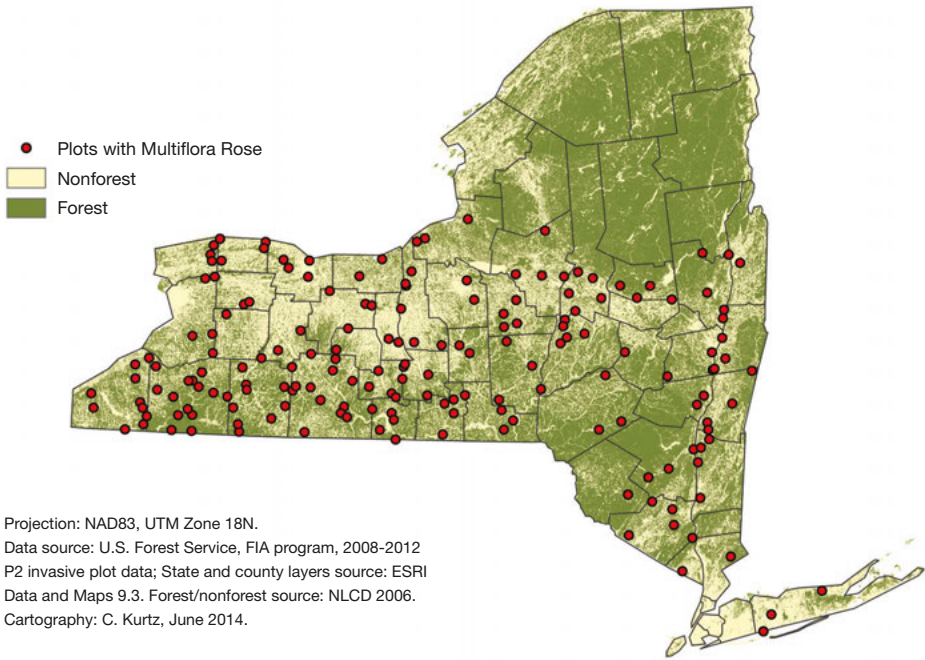 Plots with Multiflora Rose
Nonforest
Forest
Projection: NAD83, UTM Zone 18N.
Data source: U.S. Forest Service, FIA program, 2008-2012
P2 invasive plot data; State and county layers source: ESRI
Data and Maps 9.3. Forest/nonforest source: NLCD 2006.
Cartography: C. Kurtz, June 2014.